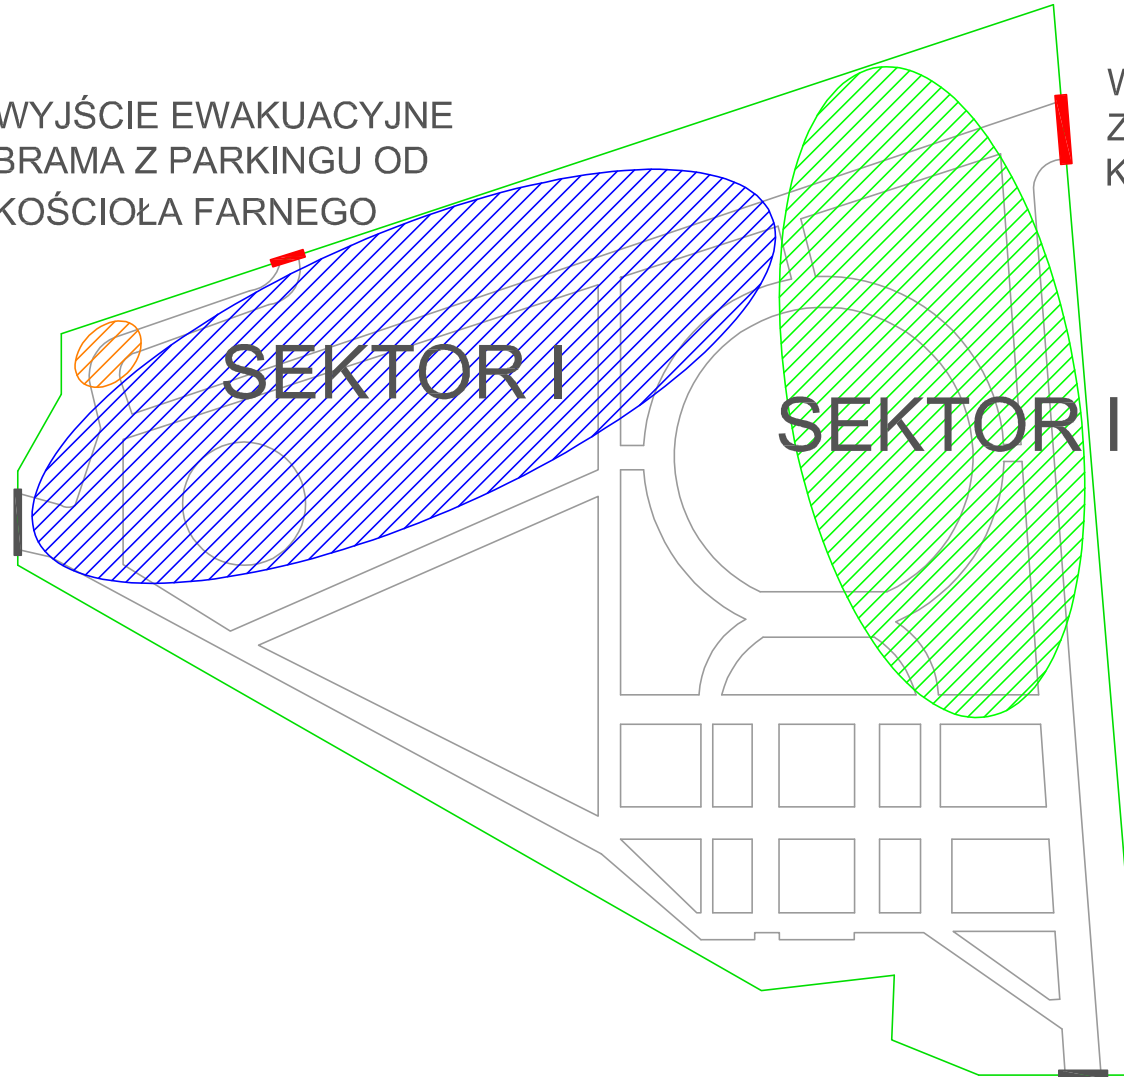 WYJŚCIE EWAKUACYJNE
BRAMA Z PARKINGU OD
KOŚCIOŁA FARNEGO
W
Z
K
SEKTOR I
SEKTOR I